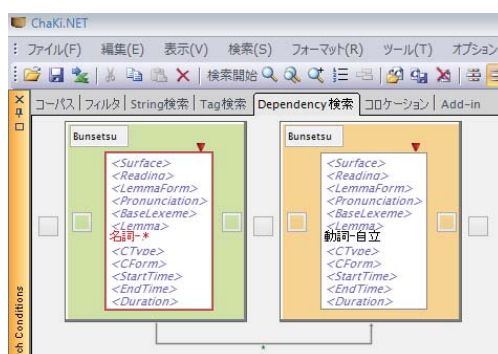 ChaKi.NET
ファイル(F) 編集(E) 表示(V) 検索(S) フォーマット(R) ツール(T) オプション
検索開始
コーパス フィルタ String検索 Tag検索 Dependency検索 コロケーション Add-in
Bunsetsu
<Surface>
<Reading>
<LemmaForm>
<Pronunciation>
<BaseLexeme>
<Lemma>
名詞-*
<CType>
<CForm>
<StartTime>
<EndTime>
<Duration>
Bunsetsu
<Surface>
<Reading>
<LemmaForm>
<Pronunciation>
<BaseLexeme>
<Lemma>
動詞-自立
<CType>
<CForm>
<StartTime>
<EndTime>
<Duration>
*
ch Conditions